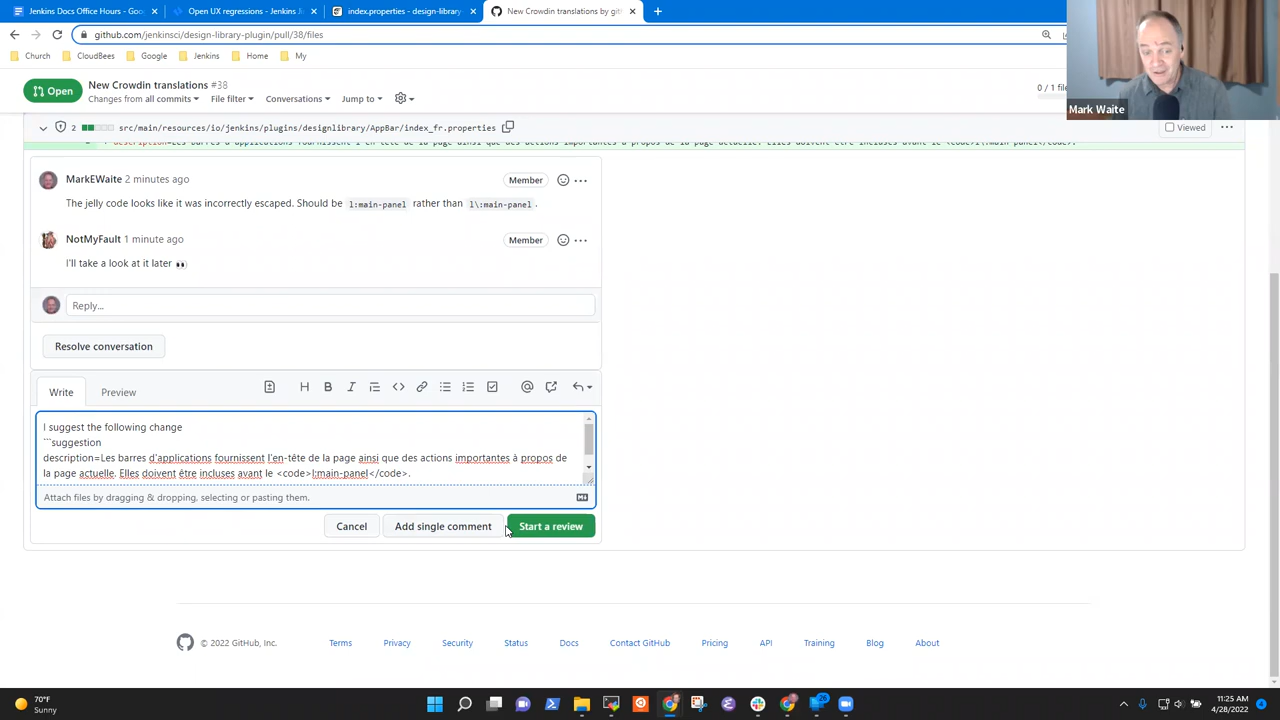 Jenkins Docs Office Hours - Goog
Open UX regressions - Jenkins Ji
index.properties - design-library-
New Crowdin translations by git
github.com/jenkinsci/design-library-plugin/pull/38/files
Church
CloudBees
Google
Jenkins
Home
My
Open
New Crowdin translations #38
Changes from all commits
File filter
Conversations
Jump to
0 / 1 file
Mark Waite
2
src/main/resources/io/jenkins/plugins/designlibrary/AppBar/index_fr.properties
Viewed
MarkEWaite 2 minutes ago
Member
The jelly code looks like it was incorrectly escaped. Should be l:main-panel rather than l\:main-panel.
NotMyFault 1 minute ago
Member
I'll take a look at it later 👀
Reply...
Resolve conversation
Write
Preview
I suggest the following change
```suggestion
description=Les barres d'applications fournissent l'en-tête de la page ainsi que des actions importantes à propos de
la page actuelle. Elles doivent être incluses avant le <code>l:main-panel</code>.
Attach files by dragging & dropping, selecting or pasting them.
Cancel
Add single comment
Start a review
© 2022 GitHub, Inc.
Terms
Privacy
Security
Status
Docs
Contact GitHub
Pricing
API
Training
Blog
About
70°F
Sunny
11:25 AM
4/28/2022